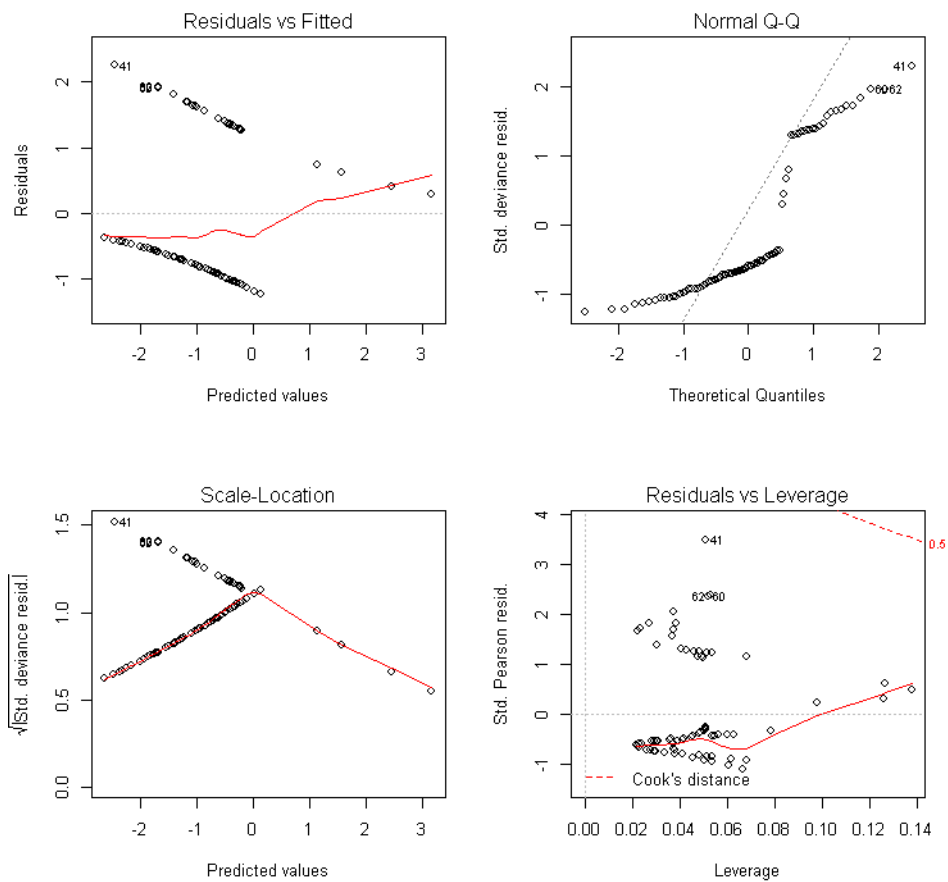 Residuals vs Fitted
Residuals
2
1
0
-1
41
-2 -1 0 1 2 3
Predicted values
Normal Q-Q
Std. deviance resid.
2
1
0
-1
41
62
-2 -1 0 1 2
Theoretical Quantiles
Scale-Location
√|Std. deviance resid.|
1.5
1.0
0.5
0.0
41
-2 -1 0 1 2 3
Predicted values
Residuals vs Leverage
Std. Pearson resid.
4
3
2
1
0
-1
41
62 60
0.5
Cook's distance
0.00 0.02 0.04 0.06 0.08 0.10 0.12 0.14
Leverage